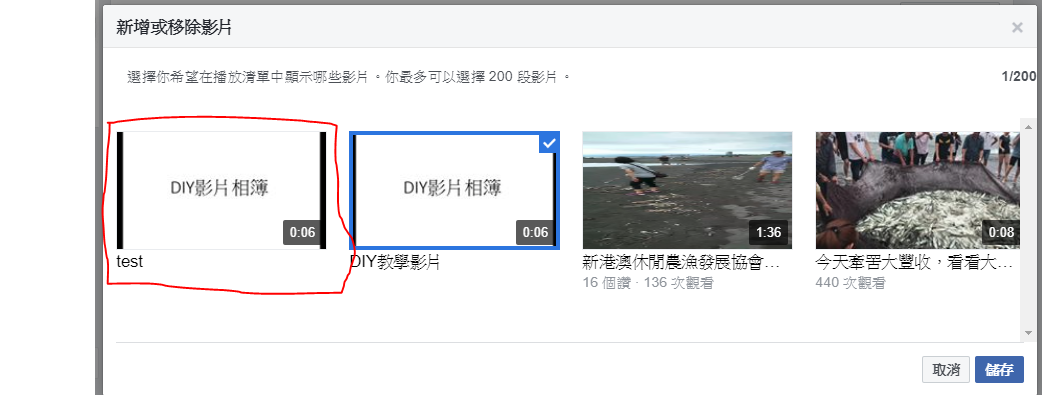 新增或移除影片
選擇你希望在播放清單中顯示哪些影片。你最多可以選擇 200 段影片。
1/200
DIY影片相簿
0:06
test
DIY影片相簿
0:06
DIY教學影片
1:36
新港澳休閒農漁發展協會…
16 個讚 · 136 次觀看
0:08
今天牽罟大豐收，看看大…
440 次觀看
取消
儲存